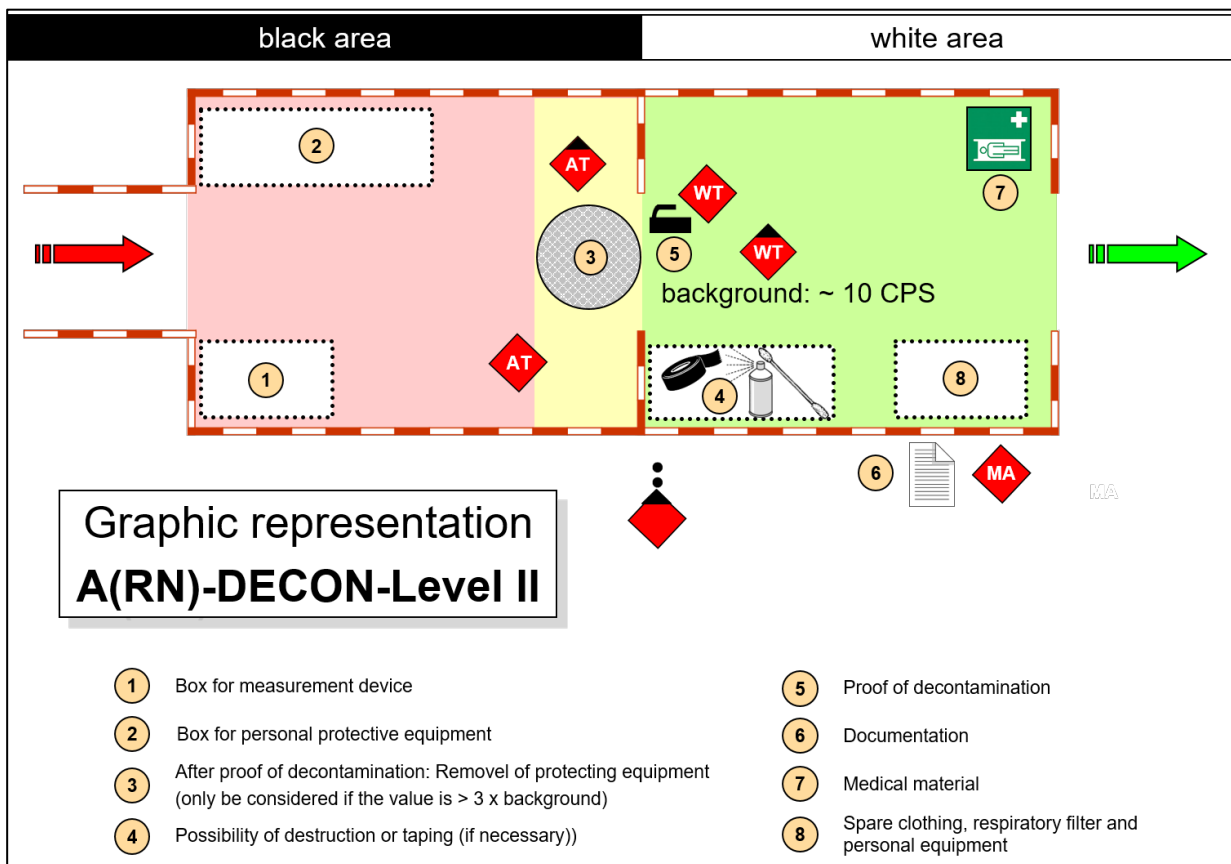 black area
white area
2
AT
WT
7
3
5
WT
background: ~ 10 CPS
1
AT
4
8
6
MA
MA
Graphic representation
A(RN)-DECON-Level II
1 Box for measurement device
2 Box for personal protective equipment
3 After proof of decontamination: Removel of protecting equipment
(only be considered if the value is > 3 x background)
4 Possibility of destruction or taping (if necessary))
5 Proof of decontamination
6 Documentation
7 Medical material
8 Spare clothing, respiratory filter and
personal equipment